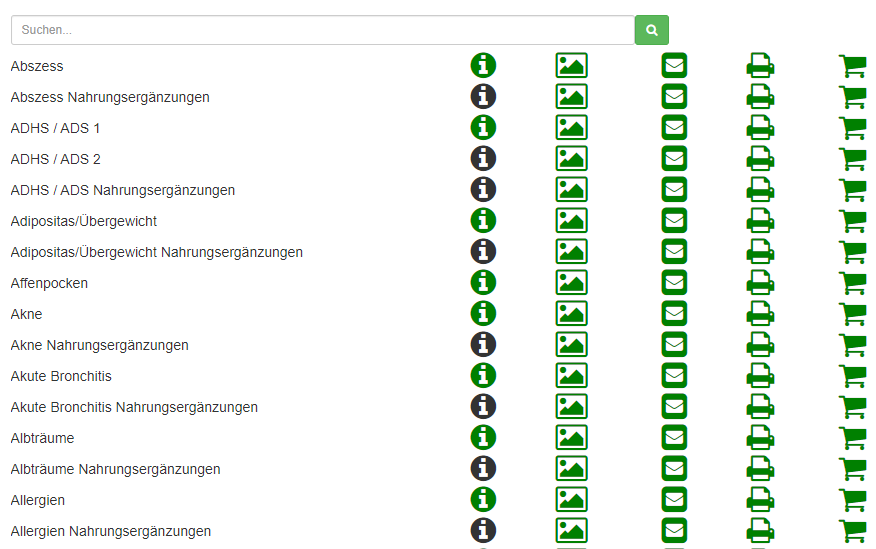 Suchen...
Abszess
Abszess Nahrungsergänzungen
ADHS / ADS 1
ADHS / ADS 2
ADHS / ADS Nahrungsergänzungen
Adipositas/Übergewicht
Adipositas/Übergewicht Nahrungsergänzungen
Affenpocken
Akne
Akne Nahrungsergänzungen
Akute Bronchitis
Akute Bronchitis Nahrungsergänzungen
Albträume
Albträume Nahrungsergänzungen
Allergien
Allergien Nahrungsergänzungen